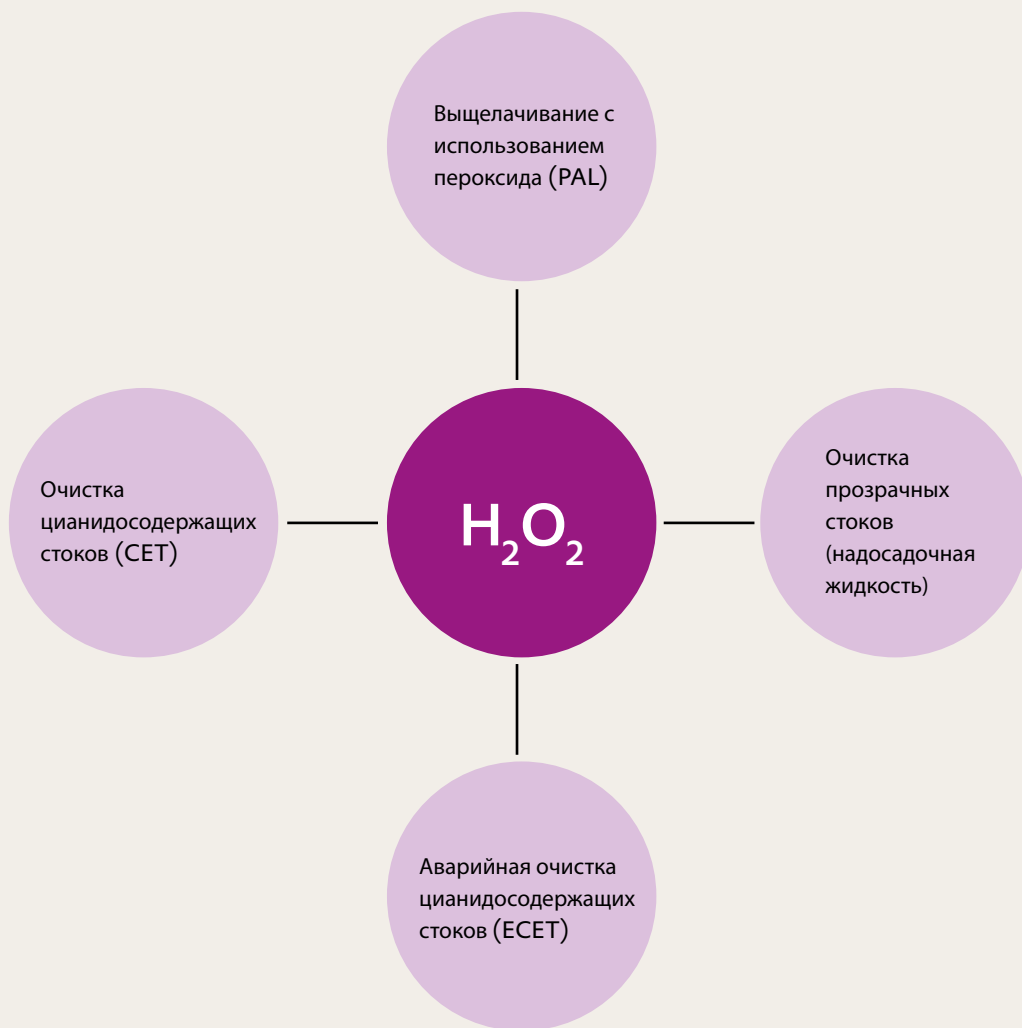 Выщелачивание с
использованием
пероксида (PAL)
Очистка
цианидосодержащих
стоков (CET)
H₂O₂
Очистка
прозрачных
стоков
(надосадочная
жидкость)
Аварийная очистка
цианидосодержащих
стоков (ECET)